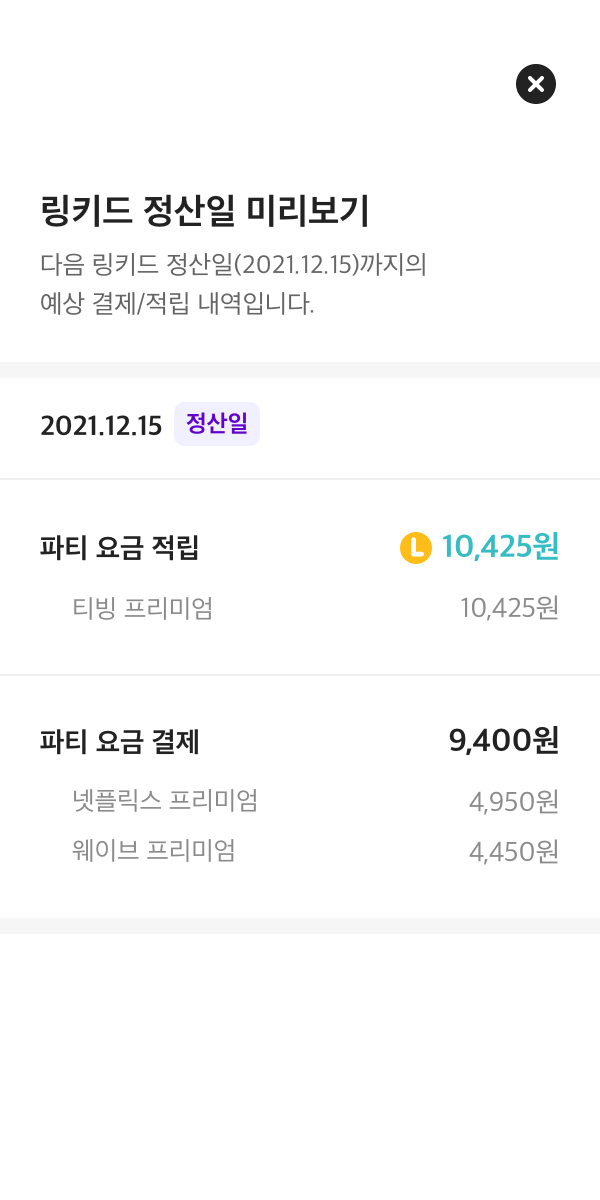 링키드 정산일 미리보기
다음 링키드 정산일(2021.12.15)까지의
예상 결제/적립 내역입니다.
2021.12.15 정산일
파티 요금 적립 L 10,425원
티빙 프리미엄 10,425원
파티 요금 결제 9,400원
넷플릭스 프리미엄 4,950원
웨이브 프리미엄 4,450원